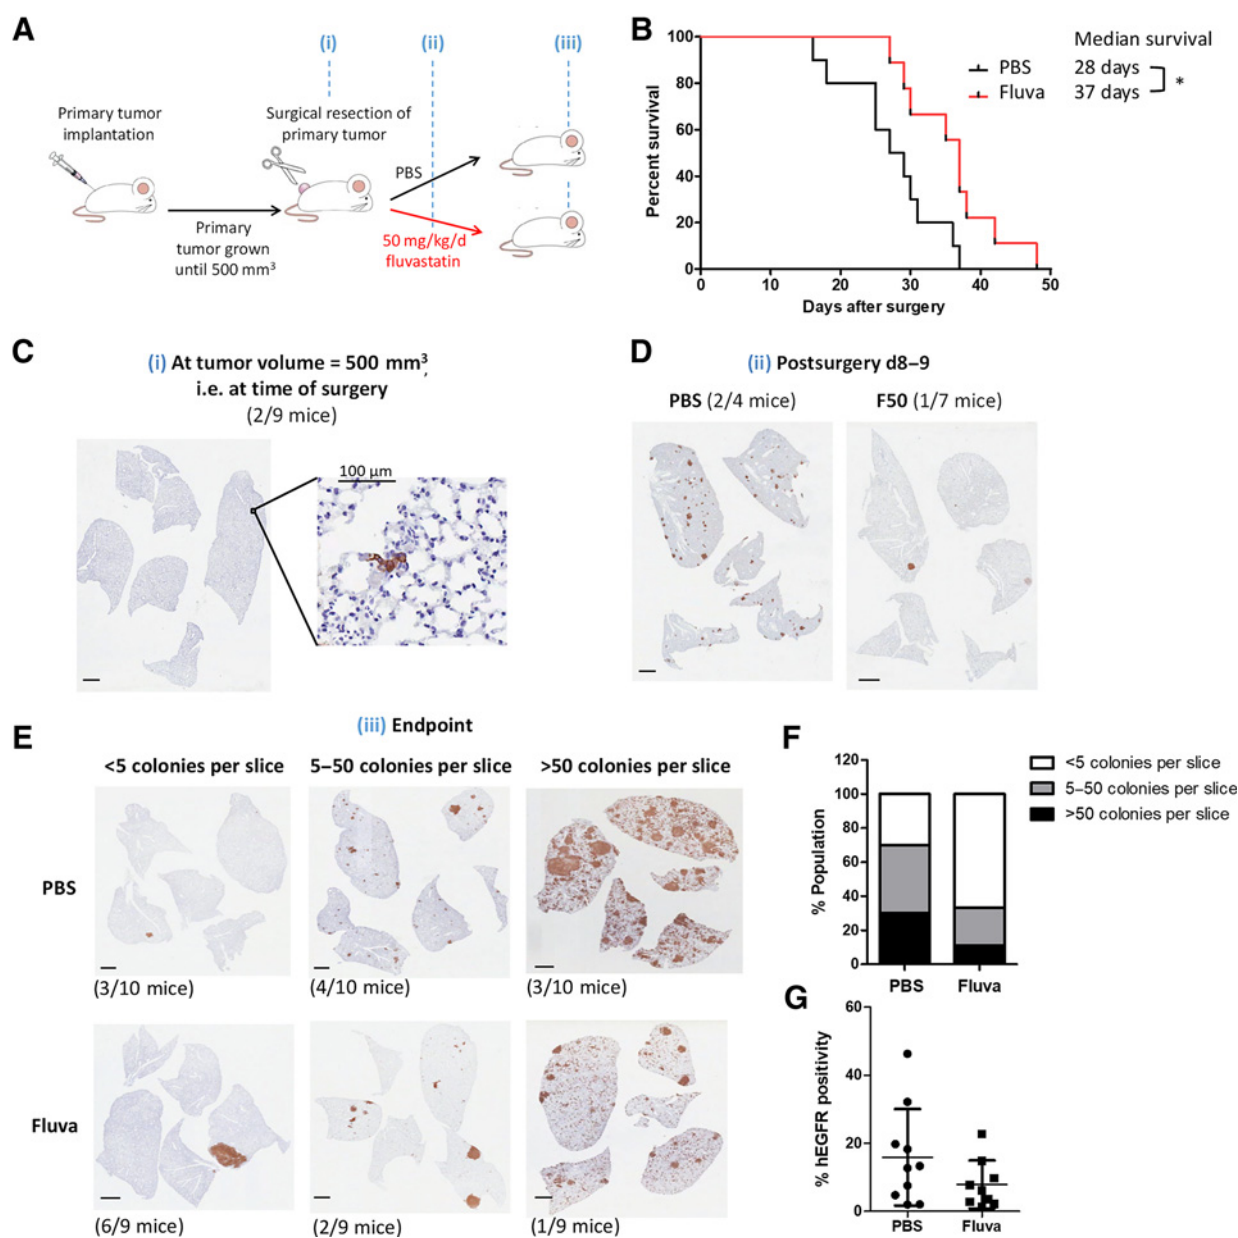 A
(i)
(ii)
(iii)
Primary tumor
implantation
Surgical resection of
primary tumor
PBS
Primary
tumor grown
until 500 mm³
50 mg/kg/d
fluvastatin
B
Percent survival
100
80
60
40
20
0
0 10 20 30 40 50
Days after surgery
Median survival
PBS 28 days
Fluva 37 days
*
C
(i) At tumor volume = 500 mm³,
i.e. at time of surgery
(2/9 mice)
100 µm
D
(ii) Postsurgery d8–9
PBS (2/4 mice) F50 (1/7 mice)
E
(iii) Endpoint
<5 colonies per slice 5–50 colonies per slice >50 colonies per slice
PBS
(3/10 mice) (4/10 mice) (3/10 mice)
Fluva
(6/9 mice) (2/9 mice) (1/9 mice)
F
% Population
120
100
80
60
40
20
0
PBS Fluva
<5 colonies per slice
5–50 colonies per slice
>50 colonies per slice
G
% hEGFR positivity
60
40
20
0
PBS Fluva